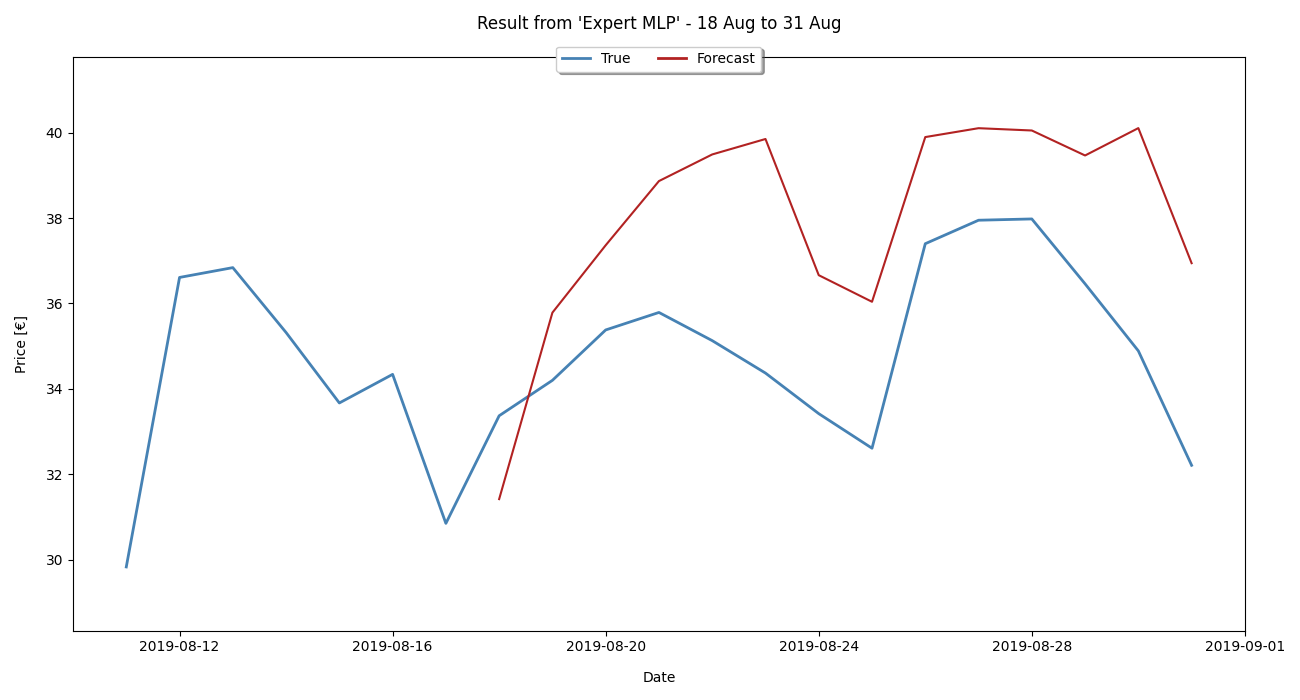 Result from 'Expert MLP' - 18 Aug to 31 Aug
True Forecast
40
38
36
34
32
30
Price [€]
2019-08-12 2019-08-16 2019-08-20 2019-08-24 2019-08-28 2019-09-01
Date